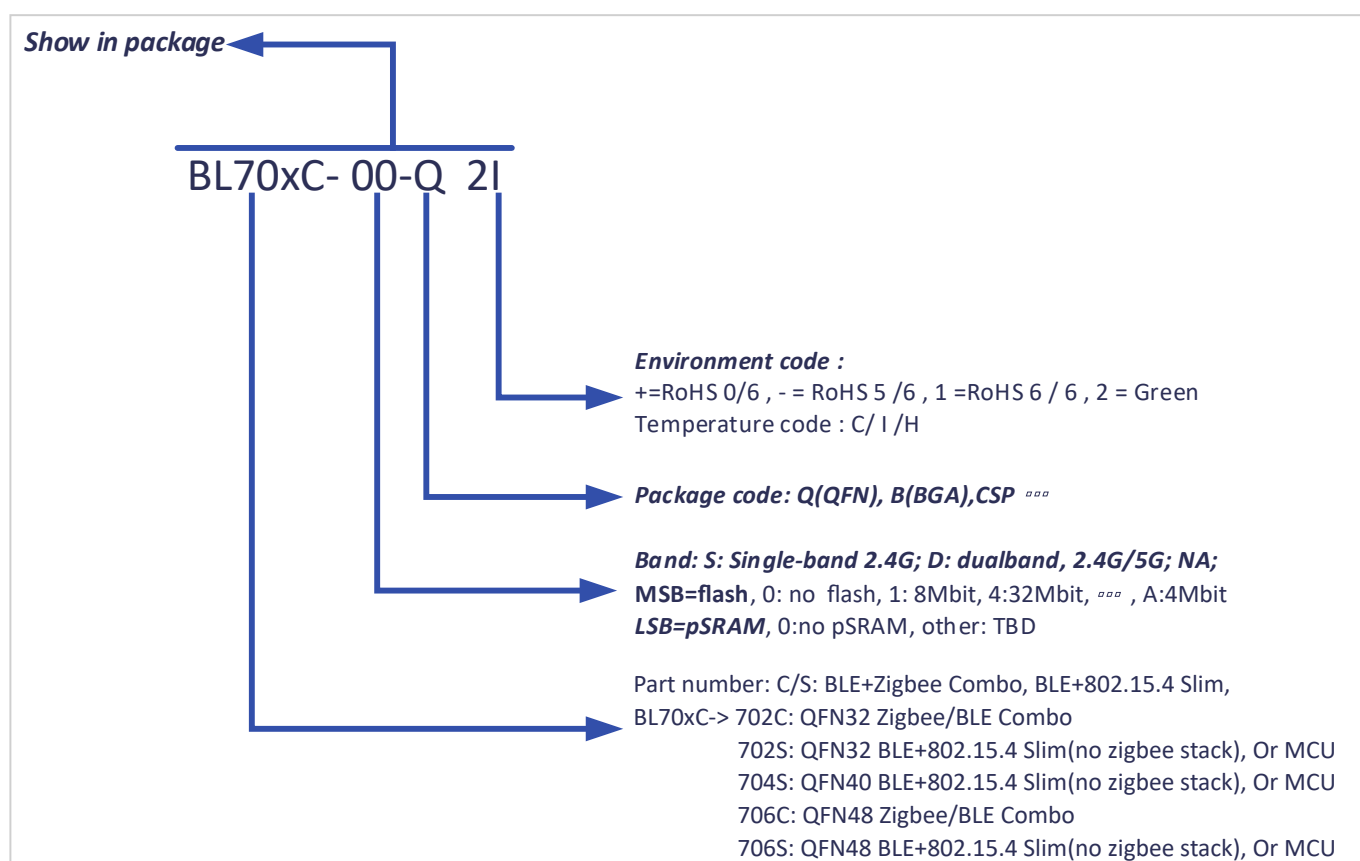 Show in package
BL70xC- 00-Q 2I
Environment code :
+=RoHS 0/6 , - = RoHS 5 /6 , 1 =RoHS 6 / 6 , 2 = Green
Temperature code : C/ I /H
Package code: Q(QFN), B(BGA),CSP ▫▫▫
Band: S: Single-band 2.4G; D: dualband, 2.4G/5G; NA;
MSB=flash, 0: no flash, 1: 8Mbit, 4:32Mbit, ▫▫▫ , A:4Mbit
LSB=pSRAM, 0:no pSRAM, other: TBD
Part number: C/S: BLE+Zigbee Combo, BLE+802.15.4 Slim,
BL70xC-> 702C: QFN32 Zigbee/BLE Combo
702S: QFN32 BLE+802.15.4 Slim(no zigbee stack), Or MCU
704S: QFN40 BLE+802.15.4 Slim(no zigbee stack), Or MCU
706C: QFN48 Zigbee/BLE Combo
706S: QFN48 BLE+802.15.4 Slim(no zigbee stack), Or MCU